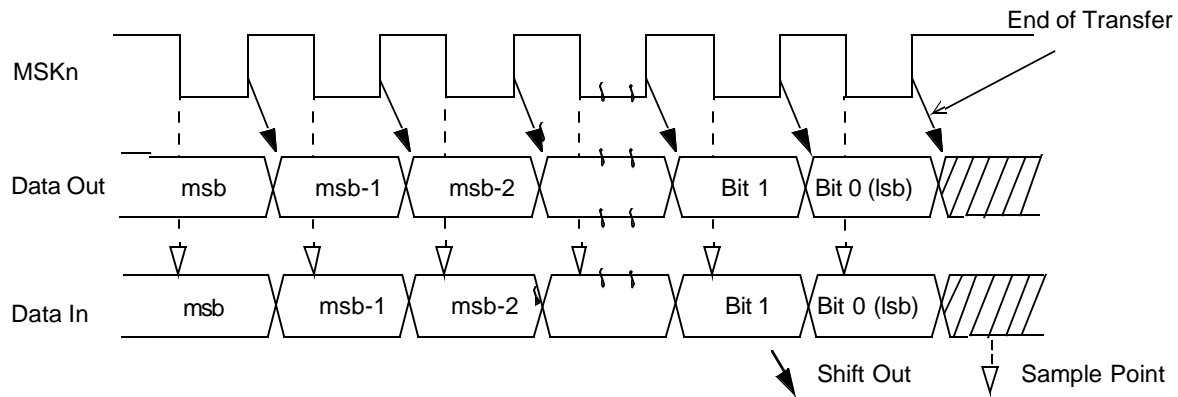 End of Transfer
MSKn
Data Out
msb
msb-1
msb-2
Bit 1
Bit 0 (lsb)
Data In
msb
msb-1
msb-2
Bit 1
Bit 0 (lsb)
Shift Out
Sample Point